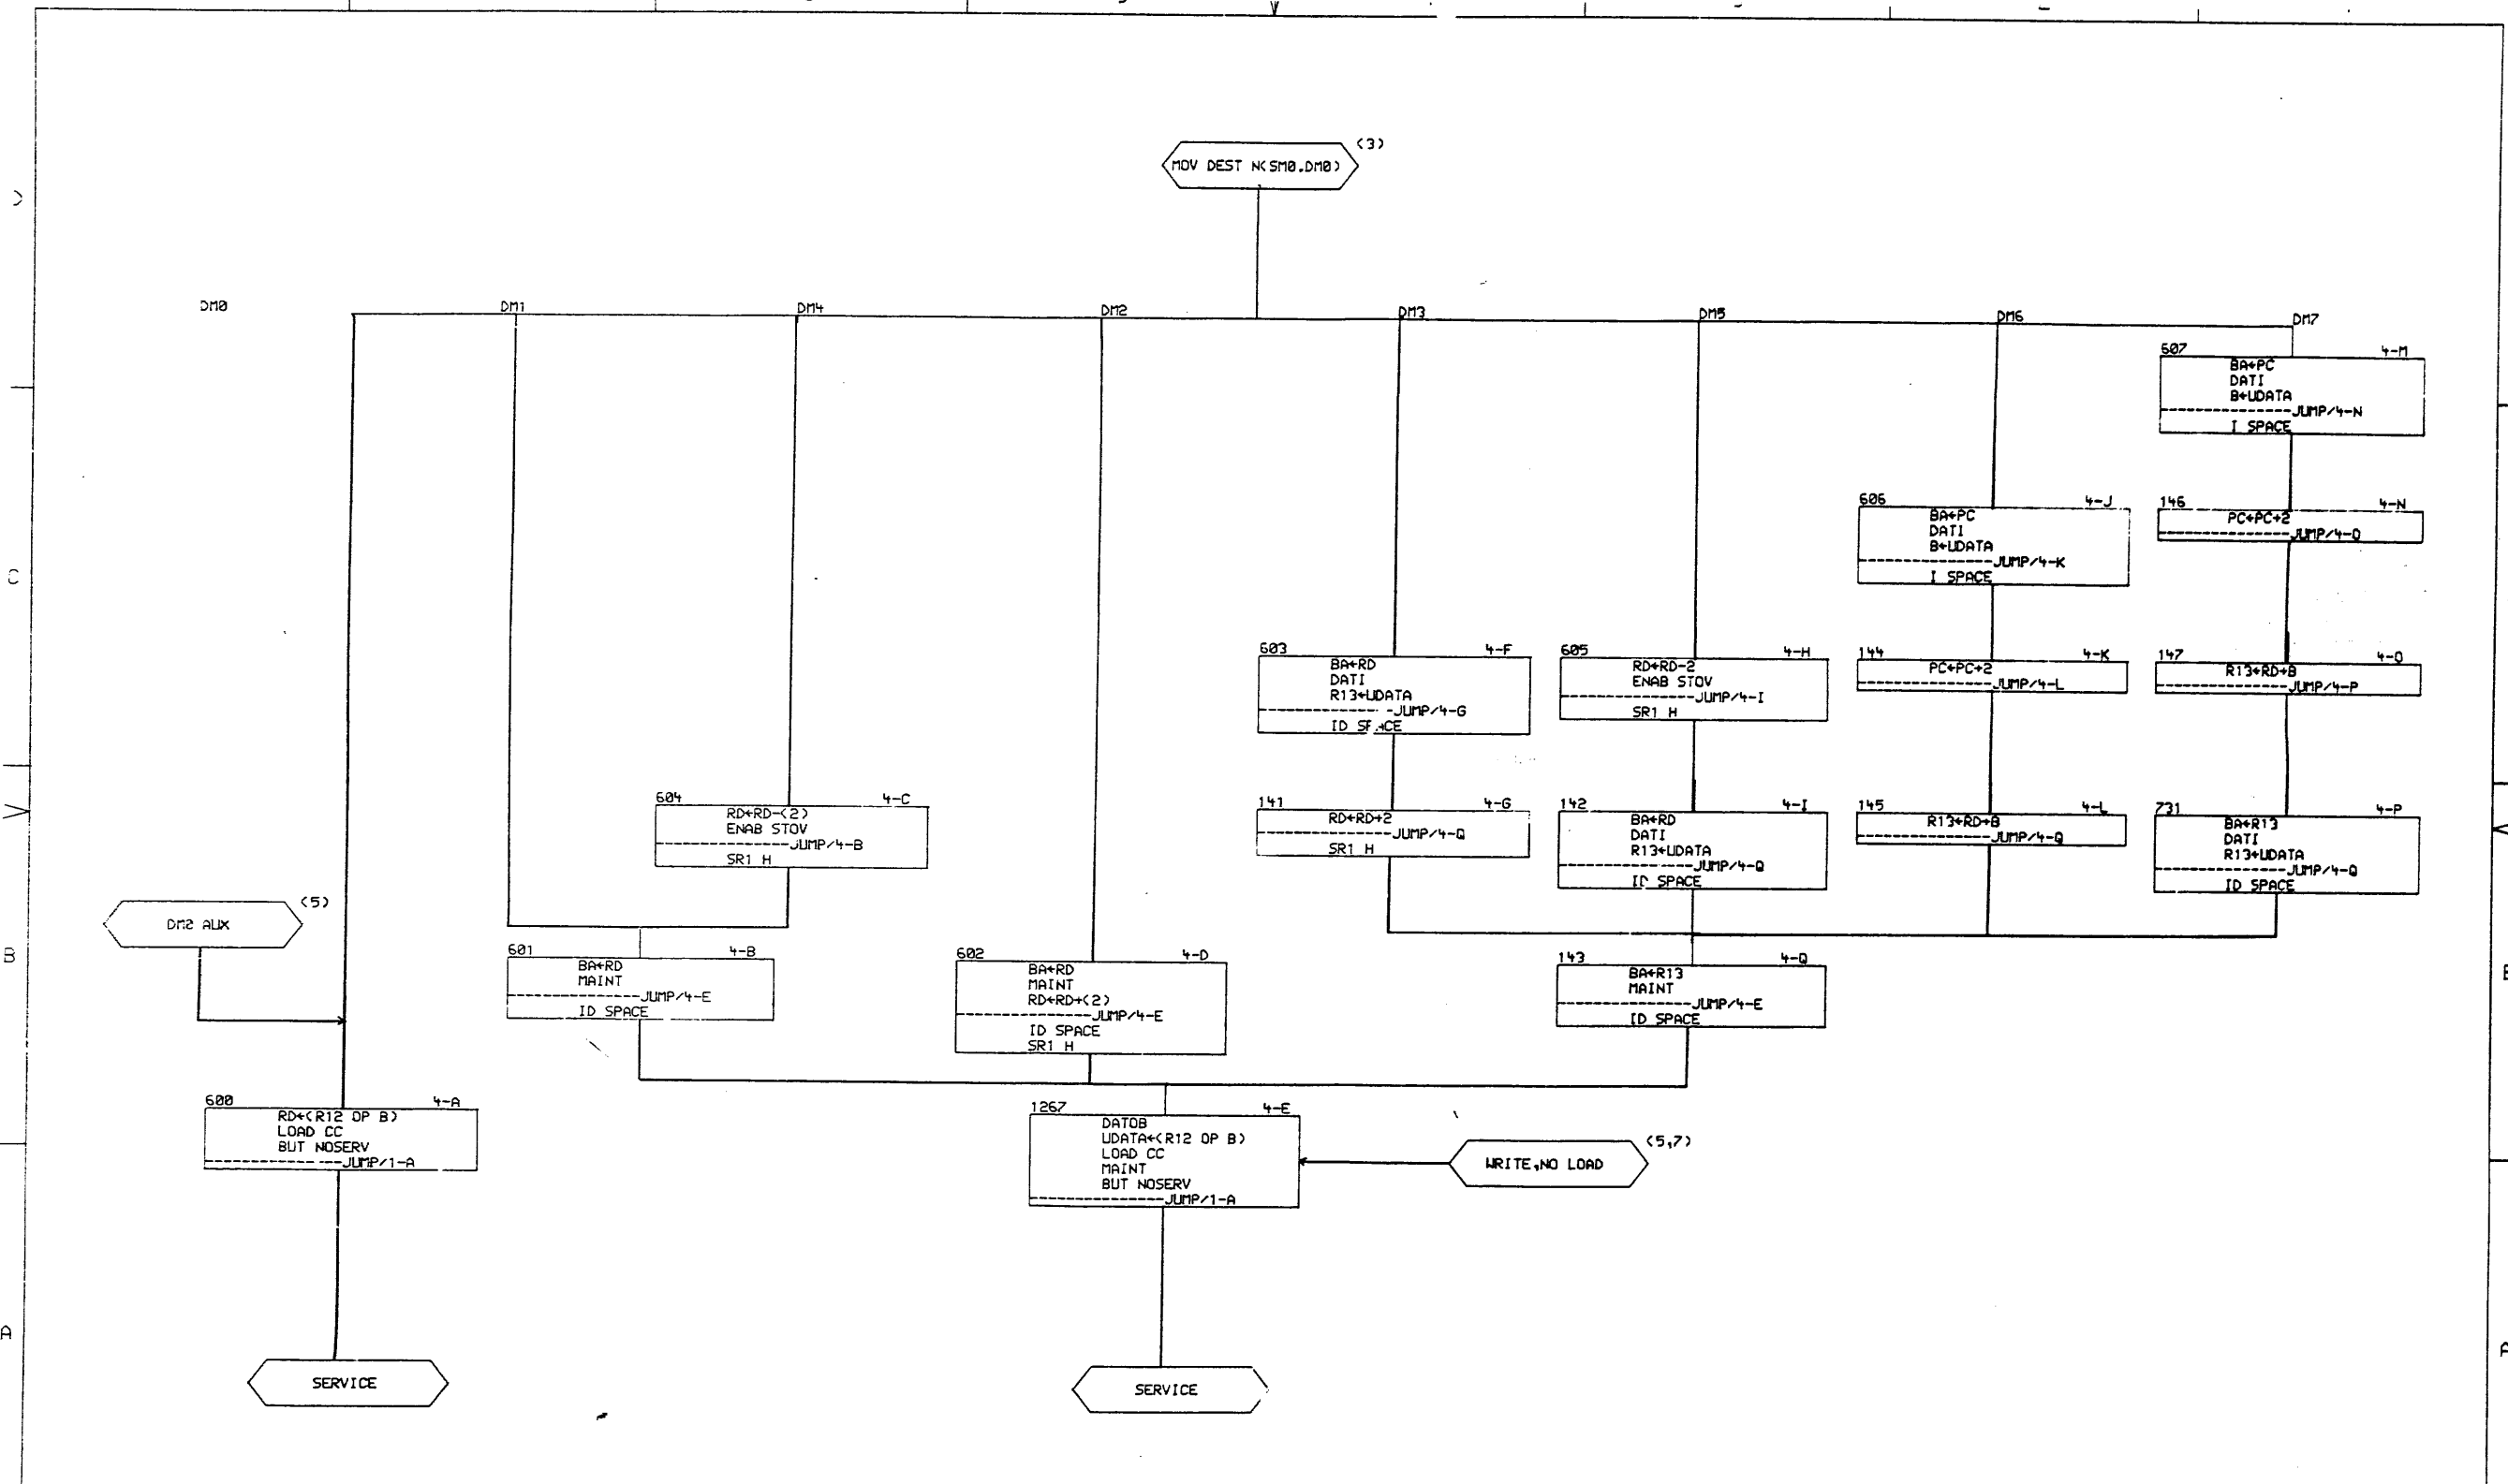 (3)
MOV DEST N(SM0.DM0)
DM0
DM1
DM4
DM2
DM3
DM5
DM6
DM7
607 4-M
BA←PC
DATI
B←UDATA
JUMP/4-N
I SPACE
606 4-J
BA←PC
DATI
B←UDATA
JUMP/4-K
I SPACE
146 4-N
PC←PC+2
JUMP/4-O
C
603 4-F
BA←RD
DATI
R13←UDATA
JUMP/4-G
ID SPACE
605 4-H
RD←RD-2
ENAB STOV
JUMP/4-I
SR1 H
144 4-K
PC←PC+2
JUMP/4-L
147 4-O
R13←RD+B
JUMP/4-P
604 4-C
RD←RD-(2)
ENAB STOV
JUMP/4-B
SR1 H
141 4-G
RD←RD+2
JUMP/4-Q
SR1 H
142 4-I
BA←RD
DATI
R13←UDATA
JUMP/4-Q
ID SPACE
145 4-L
R13←RD+B
JUMP/4-Q
731 4-P
BA←R13
DATI
R13←UDATA
JUMP/4-Q
ID SPACE
(5)
DM2 AUX
B
601 4-B
BA←RD
MAINT
JUMP/4-E
ID SPACE
602 4-D
BA←RD
MAINT
RD←RD+(2)
JUMP/4-E
ID SPACE
SR1 H
143 4-Q
BA←R13
MAINT
JUMP/4-E
ID SPACE
600 4-A
RD←(R12 OP B)
LOAD CC
BUT NOSERV
JUMP/1-A
1267 4-E
DATOB
UDATA←(R12 OP B)
LOAD CC
MAINT
BUT NOSERV
JUMP/1-A
(5,7)
WRITE,NO LOAD
A
SERVICE
SERVICE